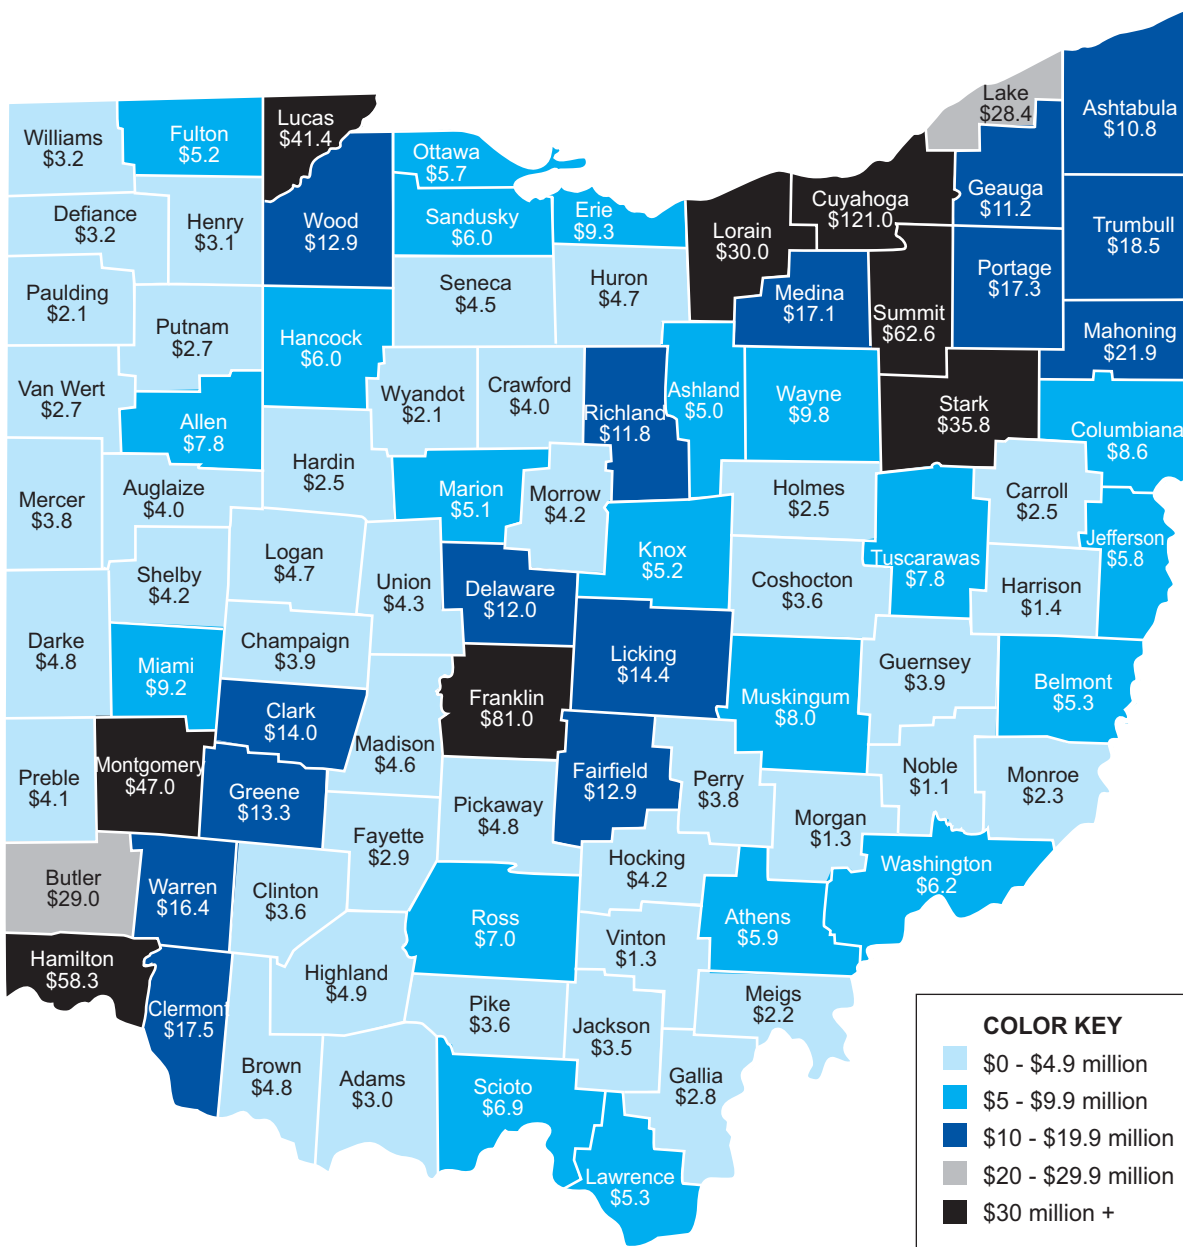 Lake
$28.4
Ashtabula
$10.8
Lucas
$41.4
Williams
$3.2
Fulton
$5.2
Ottawa
$5.7
Geauga
$11.2
Cuyahoga
$121.0
Defiance
$3.2
Henry
$3.1
Wood
$12.9
Sandusky
$6.0
Erie
$9.3
Lorain
$30.0
Trumbull
$18.5
Paulding
$2.1
Seneca
$4.5
Huron
$4.7
Medina
$17.1
Portage
$17.3
Putnam
$2.7
Hancock
$6.0
Summit
$62.6
Mahoning
$21.9
Van Wert
$2.7
Wyandot
$2.1
Crawford
$4.0
Richland
$11.8
Ashland
$5.0
Wayne
$9.8
Stark
$35.8
Allen
$7.8
Columbiana
$8.6
Mercer
$3.8
Auglaize
$4.0
Hardin
$2.5
Marion
$5.1
Morrow
$4.2
Holmes
$2.5
Carroll
$2.5
Jefferson
$5.8
Logan
$4.7
Knox
$5.2
Tuscarawas
$7.8
Shelby
$4.2
Union
$4.3
Delaware
$12.0
Coshocton
$3.6
Harrison
$1.4
Darke
$4.8
Champaign
$3.9
Licking
$14.4
Miami
$9.2
Guernsey
$3.9
Belmont
$5.3
Franklin
$81.0
Muskingum
$8.0
Clark
$14.0
Madison
$4.6
Preble
$4.1
Montgomery
$47.0
Greene
$13.3
Fairfield
$12.9
Perry
$3.8
Noble
$1.1
Monroe
$2.3
Pickaway
$4.8
Morgan
$1.3
Fayette
$2.9
Hocking
$4.2
Washington
$6.2
Butler
$29.0
Warren
$16.4
Clinton
$3.6
Ross
$7.0
Athens
$5.9
Vinton
$1.3
Hamilton
$58.3
Highland
$4.9
Meigs
$2.2
Clermont
$17.5
Pike
$3.6
Jackson
$3.5
Brown
$4.8
Adams
$3.0
Scioto
$6.9
Gallia
$2.8
Lawrence
$5.3
COLOR KEY
$0 - $4.9 million
$5 - $9.9 million
$10 - $19.9 million
$20 - $29.9 million
$30 million +